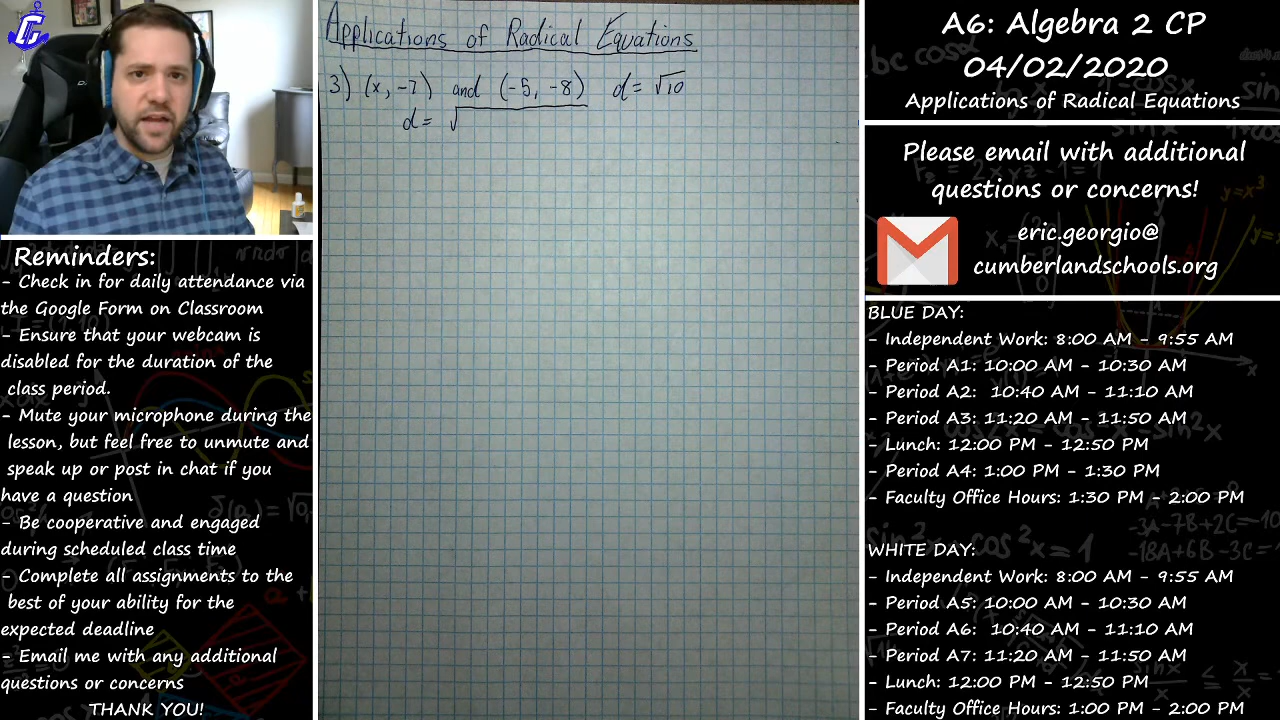 Applications of Radical Equations
3) (x, -7) and (-5, -8) d = √10
d = √
Reminders:
- Check in for daily attendance via
the Google Form on Classroom
- Ensure that your webcam is
disabled for the duration of the
class period.
- Mute your microphone during the
lesson, but feel free to unmute and
speak up or post in chat if you
have a question
- Be cooperative and engaged
during scheduled class time
- Complete all assignments to the
best of your ability for the
expected deadline
- Email me with any additional
questions or concerns
THANK YOU!
A6: Algebra 2 CP
04/02/2020
Applications of Radical Equations
Please email with additional
questions or concerns!
eric.georgio@
cumberlandschools.org
BLUE DAY:
- Independent Work: 8:00 AM - 9:55 AM
- Period A1: 10:00 AM - 10:30 AM
- Period A2: 10:40 AM - 11:10 AM
- Period A3: 11:20 AM - 11:50 AM
- Lunch: 12:00 PM - 12:50 PM
- Period A4: 1:00 PM - 1:30 PM
- Faculty Office Hours: 1:30 PM - 2:00 PM
WHITE DAY:
- Independent Work: 8:00 AM - 9:55 AM
- Period A5: 10:00 AM - 10:30 AM
- Period A6: 10:40 AM - 11:10 AM
- Period A7: 11:20 AM - 11:50 AM
- Lunch: 12:00 PM - 12:50 PM
- Faculty Office Hours: 1:00 PM - 2:00 PM